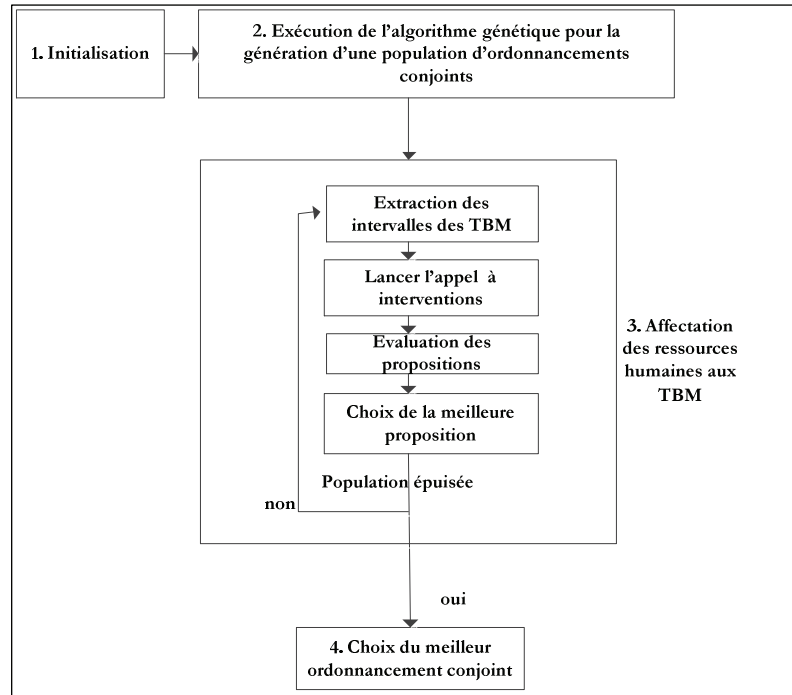 1. Initialisation
2. Exécution de l'algorithme génétique pour la
génération d'une population d'ordonnancements
conjoints
Extraction des
intervalles des TBM
Lancer l'appel à
interventions
Evaluation des
propositions
Choix de la meilleure
proposition
3. Affectation
des ressources
humaines aux
TBM
Population épuisée
non
oui
4. Choix du meilleur
ordonnancement conjoint